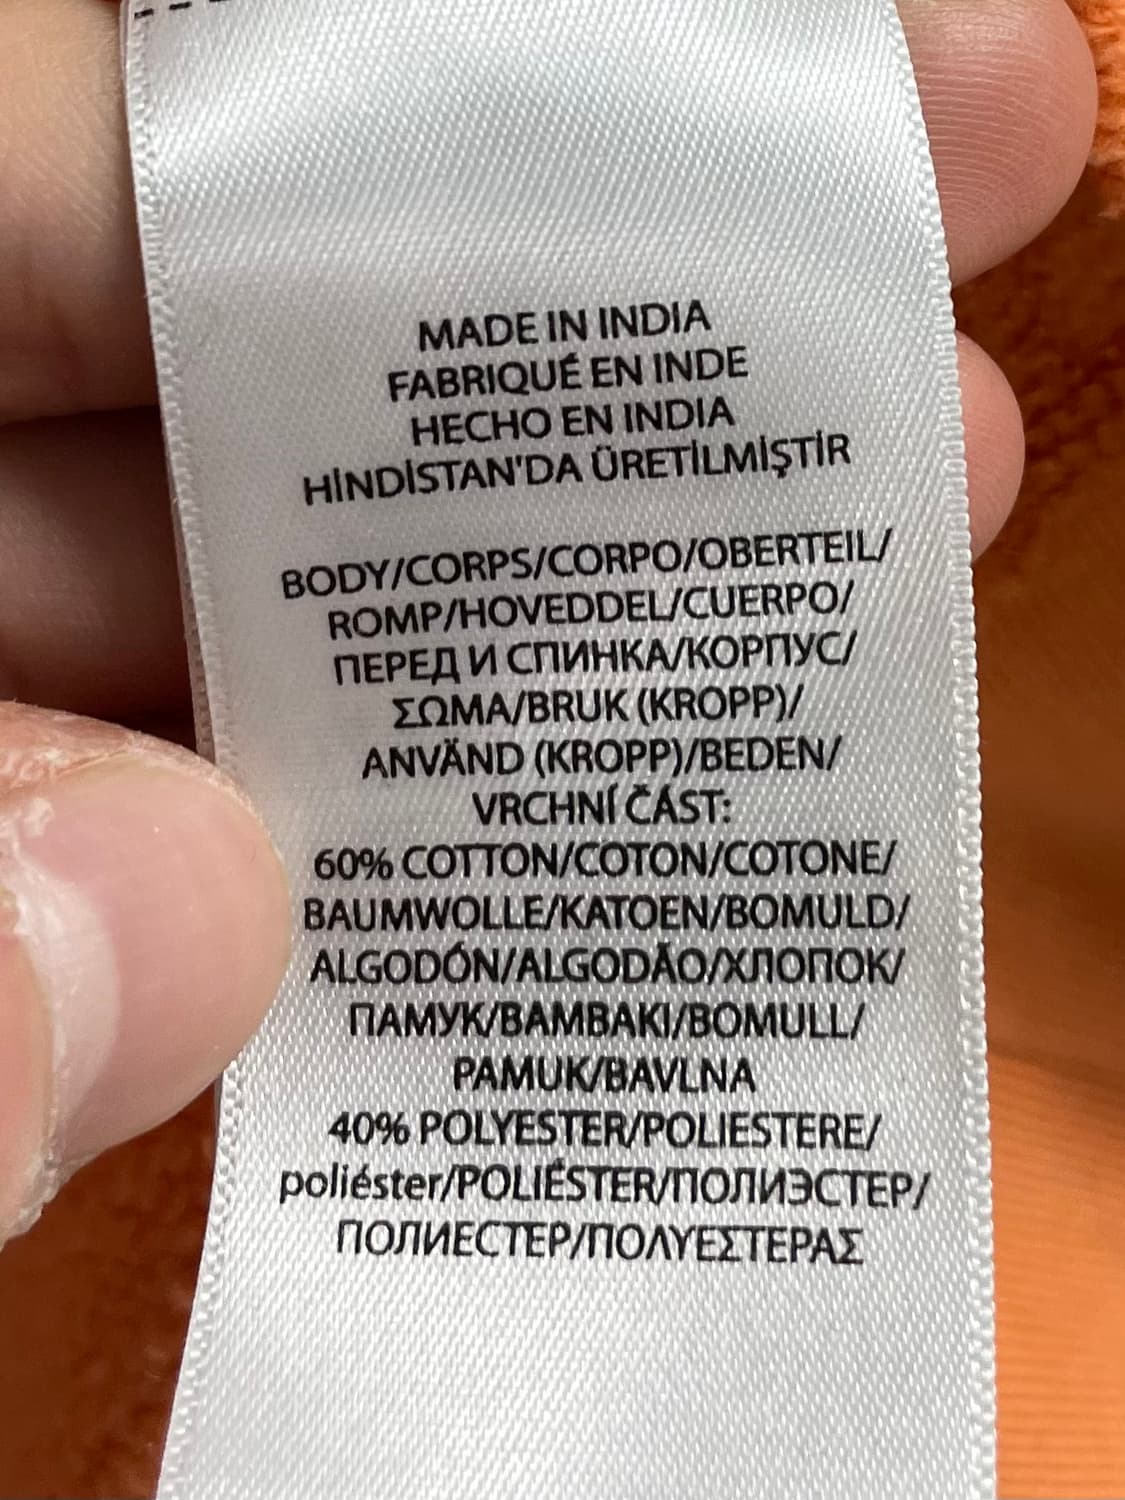 MADE IN INDIA
FABRIQUÉ EN INDE
HECHO EN INDIA
HİNDİSTAN'DA ÜRETİLMİŞTİR
BODY/CORPS/CORPO/OBERTEIL/
ROMP/HOVEDDEL/CUERPO/
ПЕРЕД И СПИНКА/КОРПУС/
ΣΩΜΑ/BRUK (KROPP)/
ANVÄND (KROPP)/BEDEN/
VRCHNÍ ČÁST:
60% COTTON/COTON/COTONE/
BAUMWOLLE/KATOEN/BOMULD/
ALGODÓN/ALGODÃO/ХЛОПОК/
ПАМУК/ΒΑΜΒΑΚΙ/BOMULL/
PAMUK/BAVLNA
40% POLYESTER/POLIESTERE/
poliéster/POLIÉSTER/ПОЛИЭСТЕР/
ПОЛИЕСТЕР/ΠΟΛΥΕΣΤΕΡΑΣ